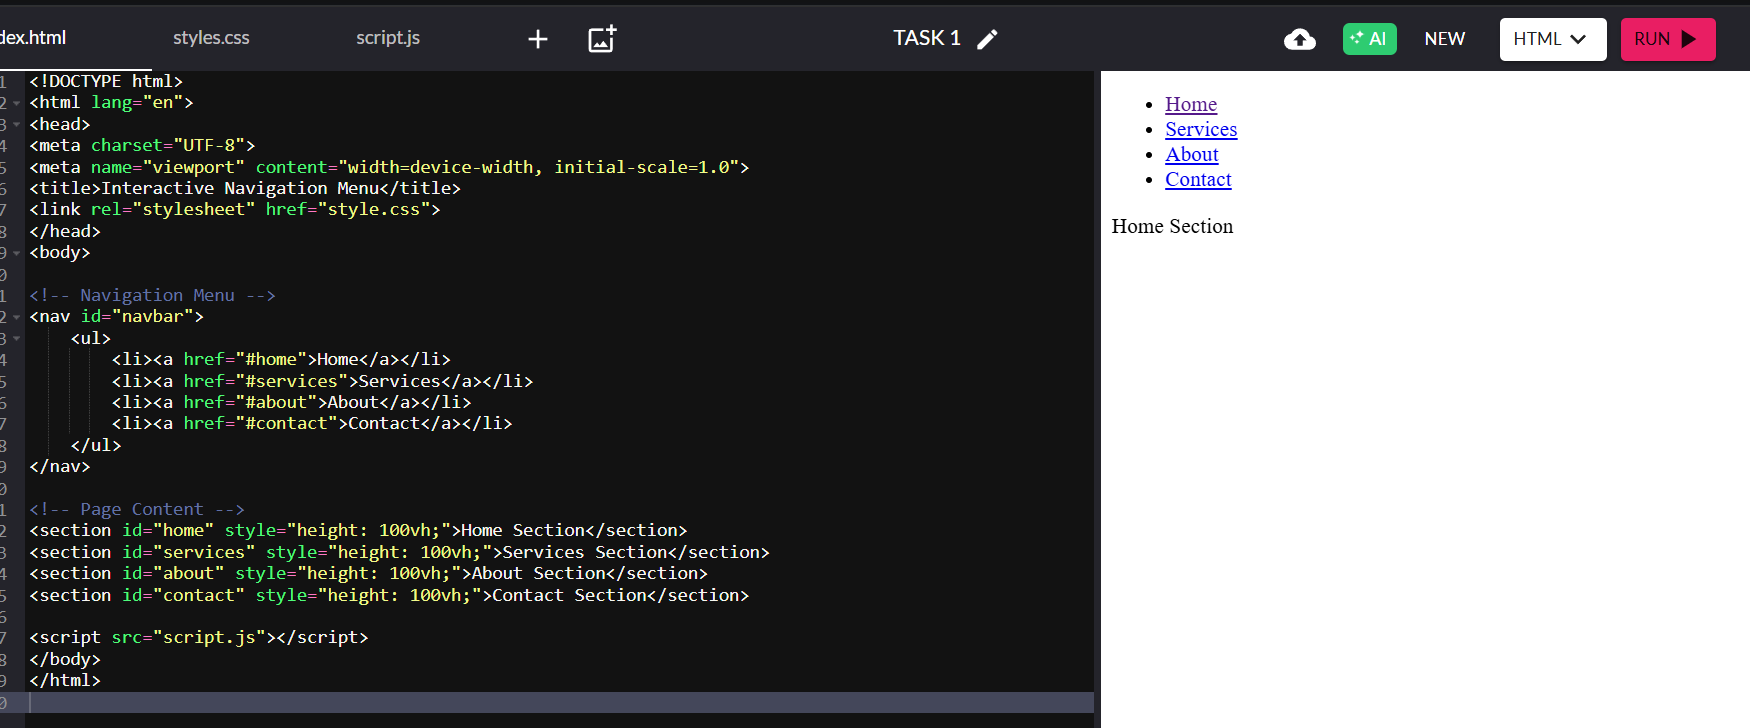 dex.html styles.css script.js + TASK 1 AI NEW HTML RUN
1 <!DOCTYPE html>
2 <html lang="en">
3 <head>
4 <meta charset="UTF-8">
5 <meta name="viewport" content="width=device-width, initial-scale=1.0">
6 <title>Interactive Navigation Menu</title>
7 <link rel="stylesheet" href="style.css">
8 </head>
9 <body>
0
1 <!-- Navigation Menu -->
2 <nav id="navbar">
3 <ul>
4 <li><a href="#home">Home</a></li>
5 <li><a href="#services">Services</a></li>
6 <li><a href="#about">About</a></li>
7 <li><a href="#contact">Contact</a></li>
8 </ul>
9 </nav>
0
1 <!-- Page Content -->
2 <section id="home" style="height: 100vh;">Home Section</section>
3 <section id="services" style="height: 100vh;">Services Section</section>
4 <section id="about" style="height: 100vh;">About Section</section>
5 <section id="contact" style="height: 100vh;">Contact Section</section>
6
7 <script src="script.js"></script>
8 </body>
9 </html>
0
• Home
• Services
• About
• Contact
Home Section